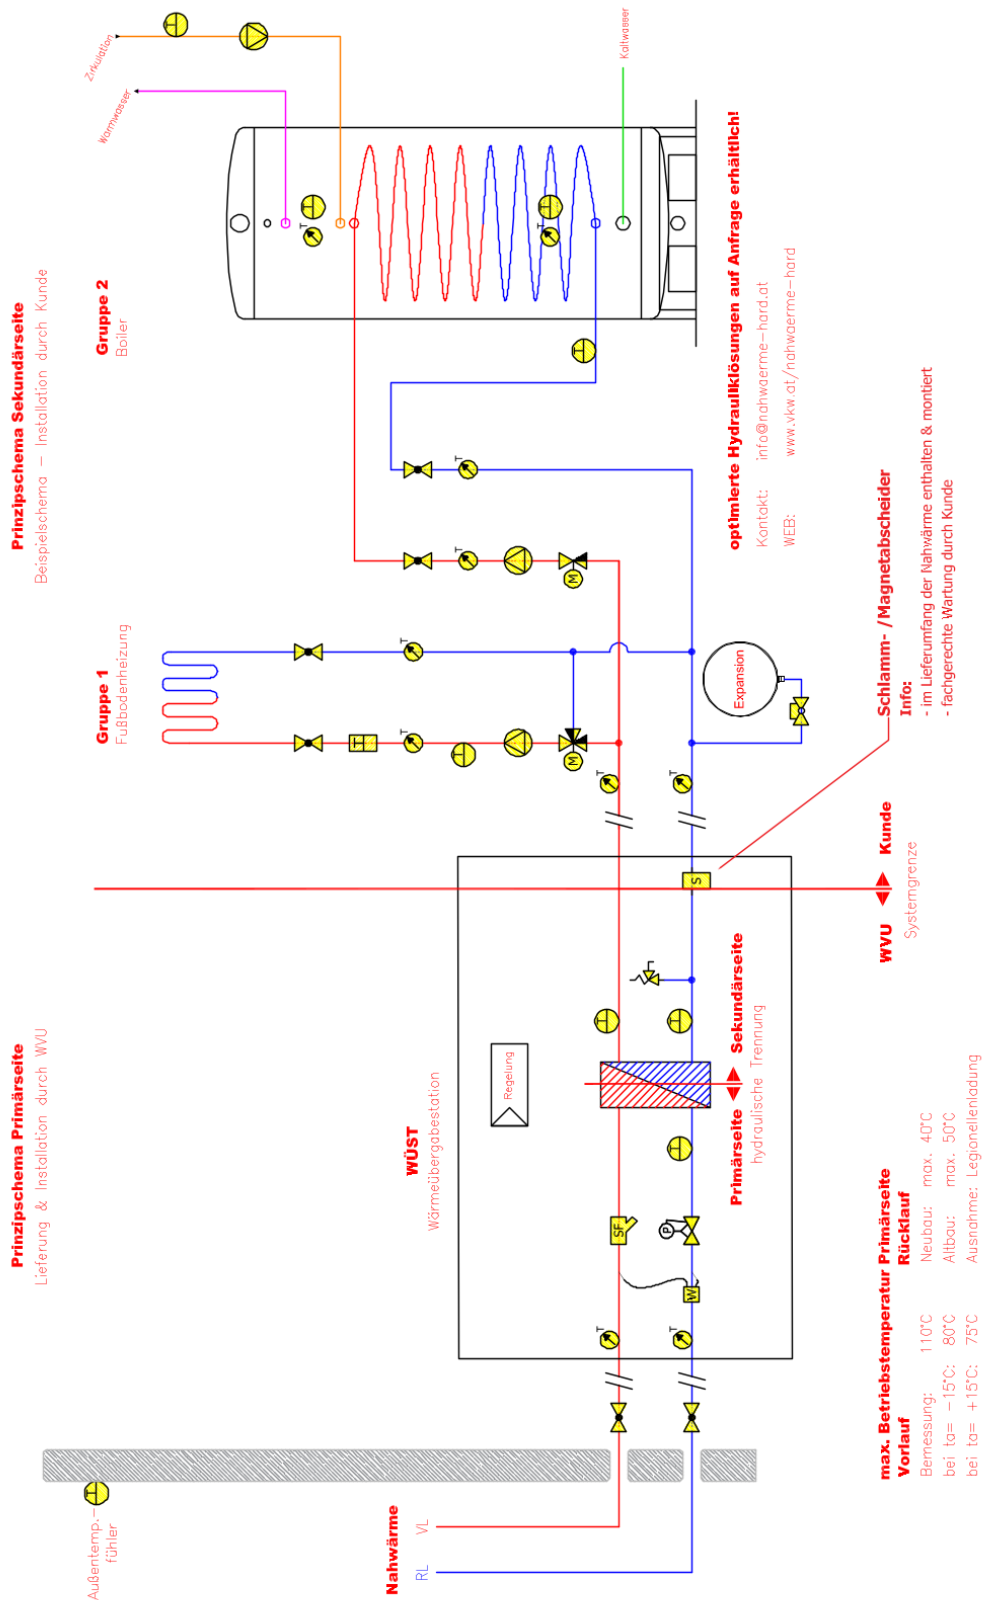 Prinzipschema Primärseite
Lieferung & Installation durch WVU
Prinzipschema Sekundärseite
Beispielschema – Installation durch Kunde
Außentemp.–
fühler
Nahwärme
VL
RL
WÜST
Wärmeübergabestation
Regelung
SF
P
W
T
T
T
T
T
Primärseite
Sekundärseite
hydraulische Trennung
S
WVU
Kunde
Systemgrenze
Gruppe 1
Fußbodenheizung
T
T
T
T
T
T
M
Expansion
Gruppe 2
Boiler
T
T
M
T
T
T
T
T
Warmwasser
Zirkulation
T
Kaltwasser
T
T
optimierte Hydrauliklösungen auf Anfrage erhältlich!
Kontakt: info@nahwaerme–hard.at
WEB: www.vkw.at/nahwaerme–hard
Schlamm- /Magnetabscheider
Info:
- im Lieferumfang der Nahwärme enthalten & montiert
- fachgerechte Wartung durch Kunde
max. Betriebstemperatur Primärseite
Vorlauf Rücklauf
Bemessung: 110°C Neubau: max. 40°C
bei ta= –15°C: 80°C Altbau: max. 50°C
bei ta= +15°C: 75°C Ausnahme: Legionellenladung